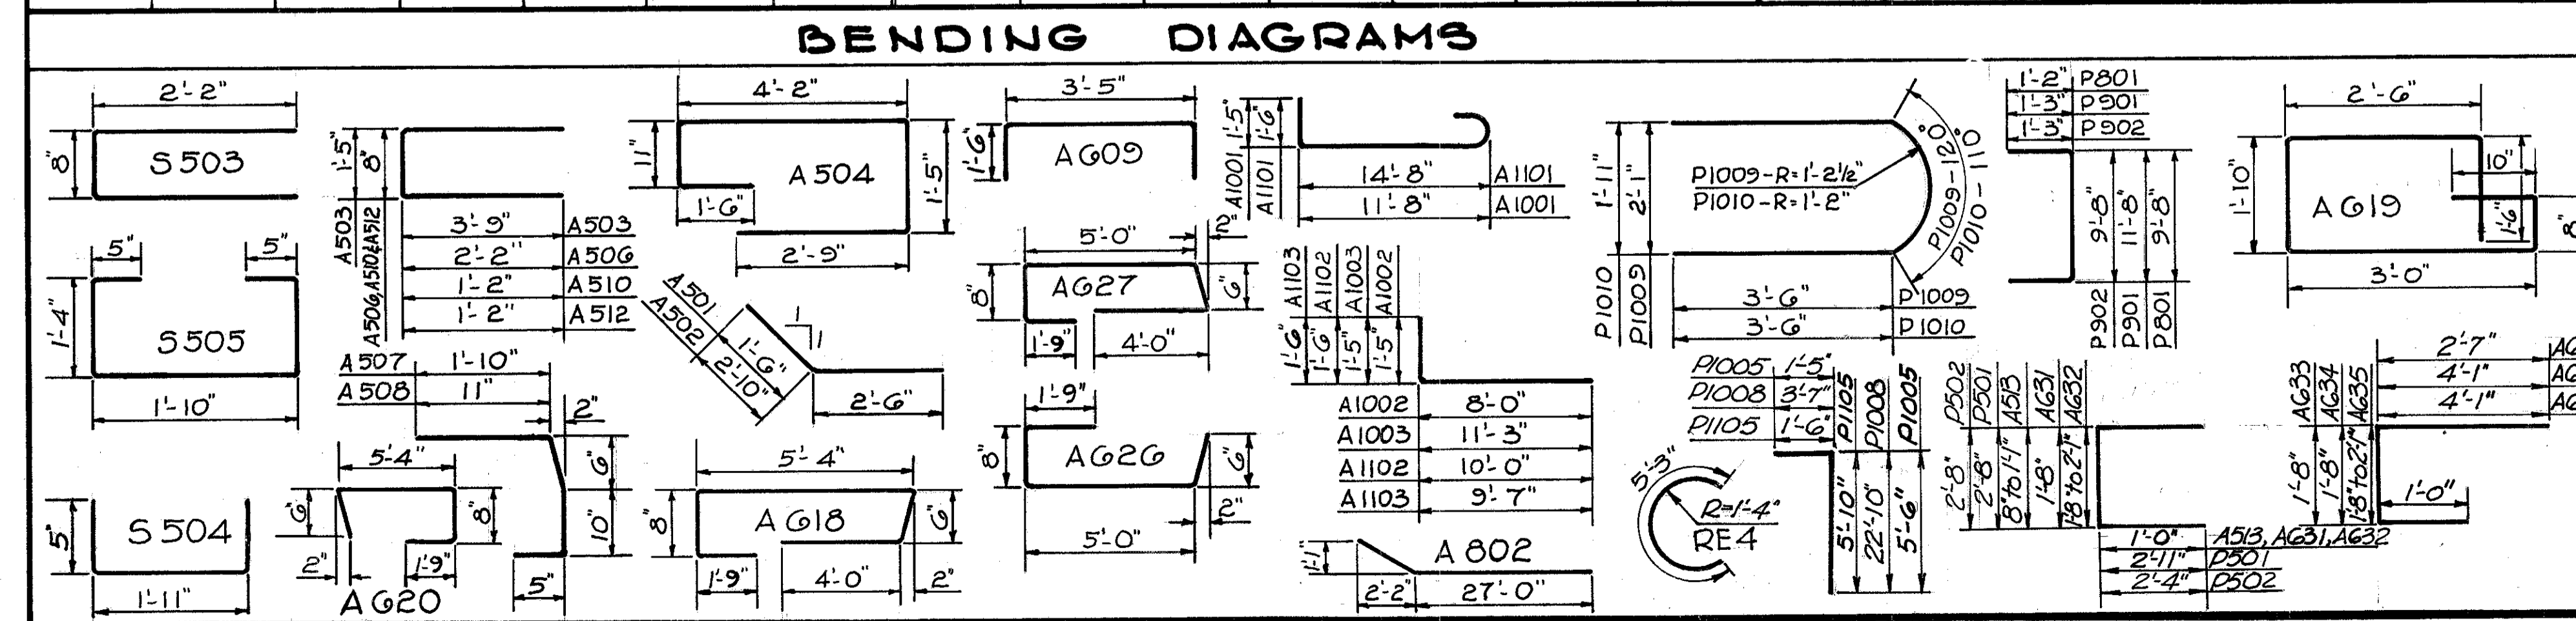 BENDING DIAGRAMS
2'-2"
8"
S503
5"
5"
1'-4"
S505
1'-10"
5"
S504
1'-11"
1'-5"
8"
A503
A506,A510&A512
3'-9" A503
2'-2" A506
1'-2" A510
1'-2" A512
A507 1'-10"
A508 11"
2"
6"
10"
5"
5'-4"
6"
8"
2"
1'-9"
A620
4'-2"
11"
A504
1'-5"
1'-6"
2'-9"
A501
A502
1'-6"
2'-10"
1
1
2'-6"
5'-4"
8"
A618
6"
1'-9"
4'-0"
2"
3'-5"
1'-6"
A609
5'-0"
2"
8"
A627
6"
1'-9"
4'-0"
1'-9"
8"
A626
6"
2"
5'-0"
A1001 1'-5"
A1101 1'-6"
14'-8" A1101
11'-8" A1001
A1103
A1102
A1003
A1002
1'-6"
1'-6"
1'-5"
1'-5"
A1002 8'-0"
A1003 11'-3"
A1102 10'-0"
A1103 9'-7"
1'-1"
A802
2'-2"
27'-0"
1'-11"
2'-1"
P1010
P1009
P1009-R=1'-2½"
P1010-R=1'-2"
P1009-120°
P1010-110°
3'-6" P1009
3'-6" P1010
P1005 1'-5"
P1008 3'-7"
P1105 1'-6"
P1105
P1008
P1005
5'-10"
22'-10"
5'-6"
5'-3"
R=1'-4"
RE4
1'-2" P801
1'-3" P901
1'-3" P902
9'-8"
11'-8"
9'-8"
P902
P901
P801
P502
P501
A513
A631
A632
2'-8"
2'-8"
8" to 1'-1"
1'-8"
1'-8" to 2'-1"
1'-0" A513, A631, A632
2'-11" P501
2'-4" P502
2'-6"
1'-10"
A619
10"
1'-6"
8"
3'-0"
A633
A634
A635
1'-8"
1'-8"
1'-8" to 2'-1"
2'-7" A6
4'-1" A6
4'-1" A6
1'-0"